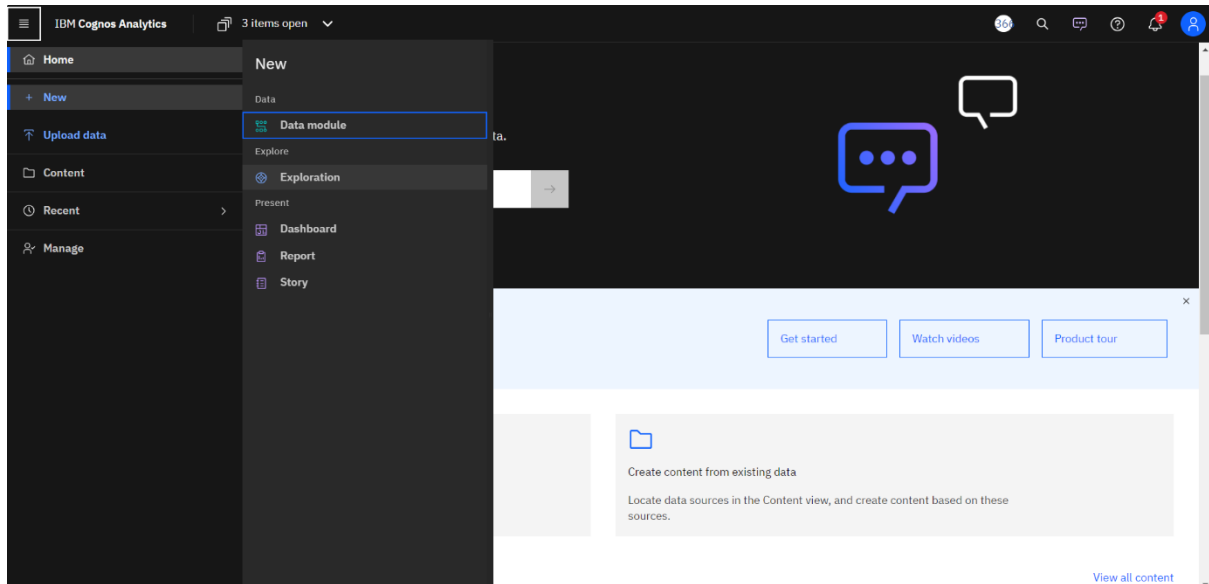 IBM Cognos Analytics
3 items open
366
1
Home
New
Upload data
Content
Recent
Manage
New
Data
Data module
Explore
Exploration
Present
Dashboard
Report
Story
ta.
Get started
Watch videos
Product tour
Create content from existing data
Locate data sources in the Content view, and create content based on these
sources.
View all content